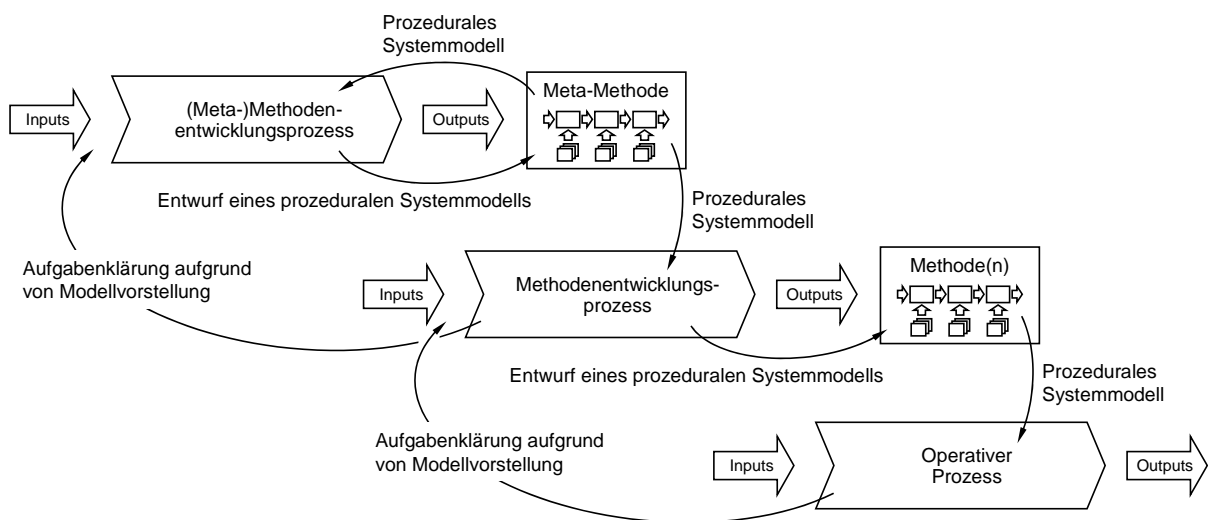 Prozedurales
Systemmodell
Inputs
(Meta-)Methoden-
entwicklungsprozess
Outputs
Meta-Methode
Entwurf eines prozeduralen Systemmodells
Prozedurales
Systemmodell
Aufgabenklärung aufgrund
von Modellvorstellung
Inputs
Methodenentwicklungs-
prozess
Outputs
Methode(n)
Entwurf eines prozeduralen Systemmodells
Prozedurales
Systemmodell
Aufgabenklärung aufgrund
von Modellvorstellung
Inputs
Operativer
Prozess
Outputs